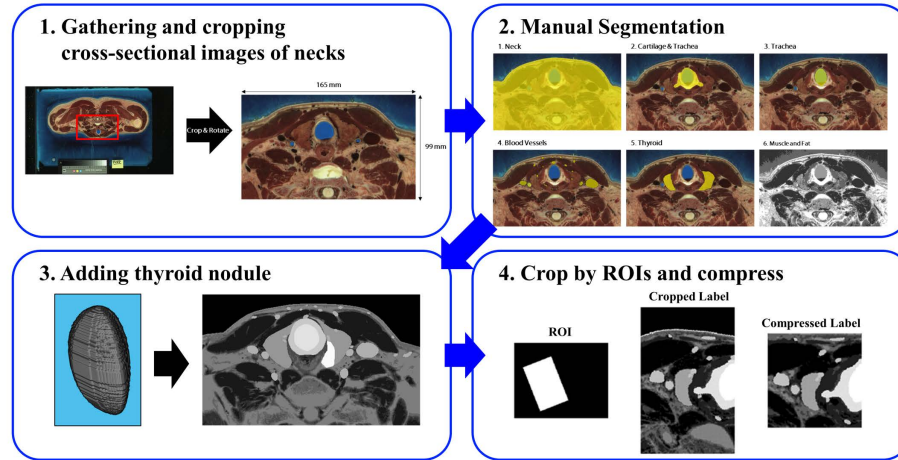 1. Gathering and cropping
cross-sectional images of necks
Crop & Rotate
165 mm
99 mm
2. Manual Segmentation
1. Neck
2. Cartilage & Trachea
3. Trachea
4. Blood Vessels
5. Thyroid
6. Muscle and Fat
3. Adding thyroid nodule
4. Crop by ROIs and compress
ROI
Cropped Label
Compressed Label